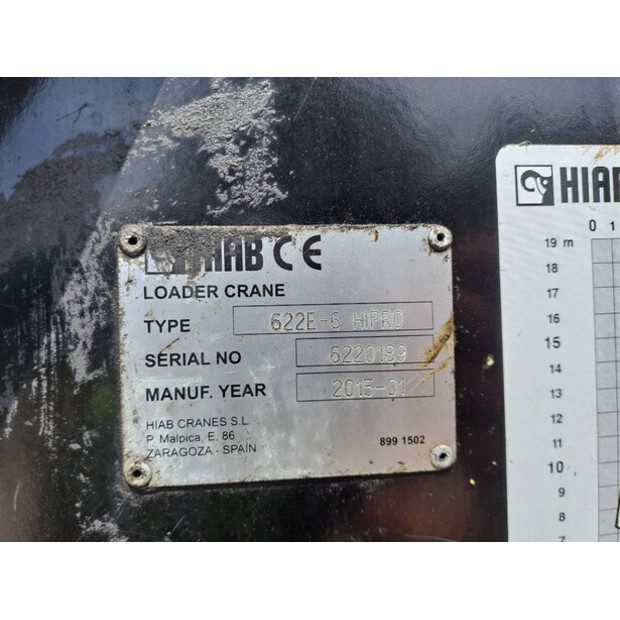 HIAB CE
LOADER CRANE
TYPE 622E-6 HIPRO
SERIAL NO 6220189
MANUF. YEAR 2015-01
HIAB CRANES S.L.
P. Malpica, E, 86
ZARAGOZA - SPAIN
899 1502
HIAB
0 1
19 m
18
17
16
15
14
13
12
11
10
9
8
7